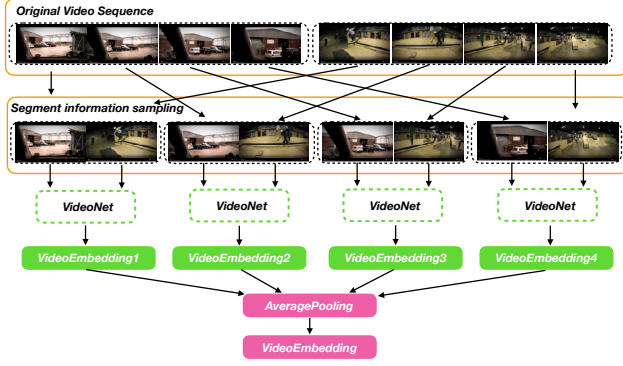 Original Video Sequence
Segment information sampling
VideoNet VideoNet VideoNet VideoNet
VideoEmbedding1 VideoEmbedding2 VideoEmbedding3 VideoEmbedding4
AveragePooling
VideoEmbedding